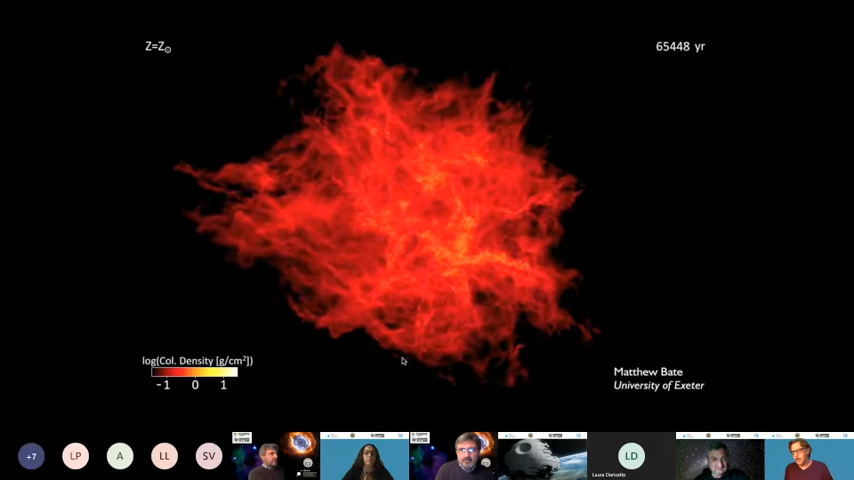 Z=Z☉
65448 yr
log(Col. Density [g/cm²])
-1 0 1
Matthew Bate
University of Exeter
+7
LP
A
LL
SV
LD
Laura Daricello